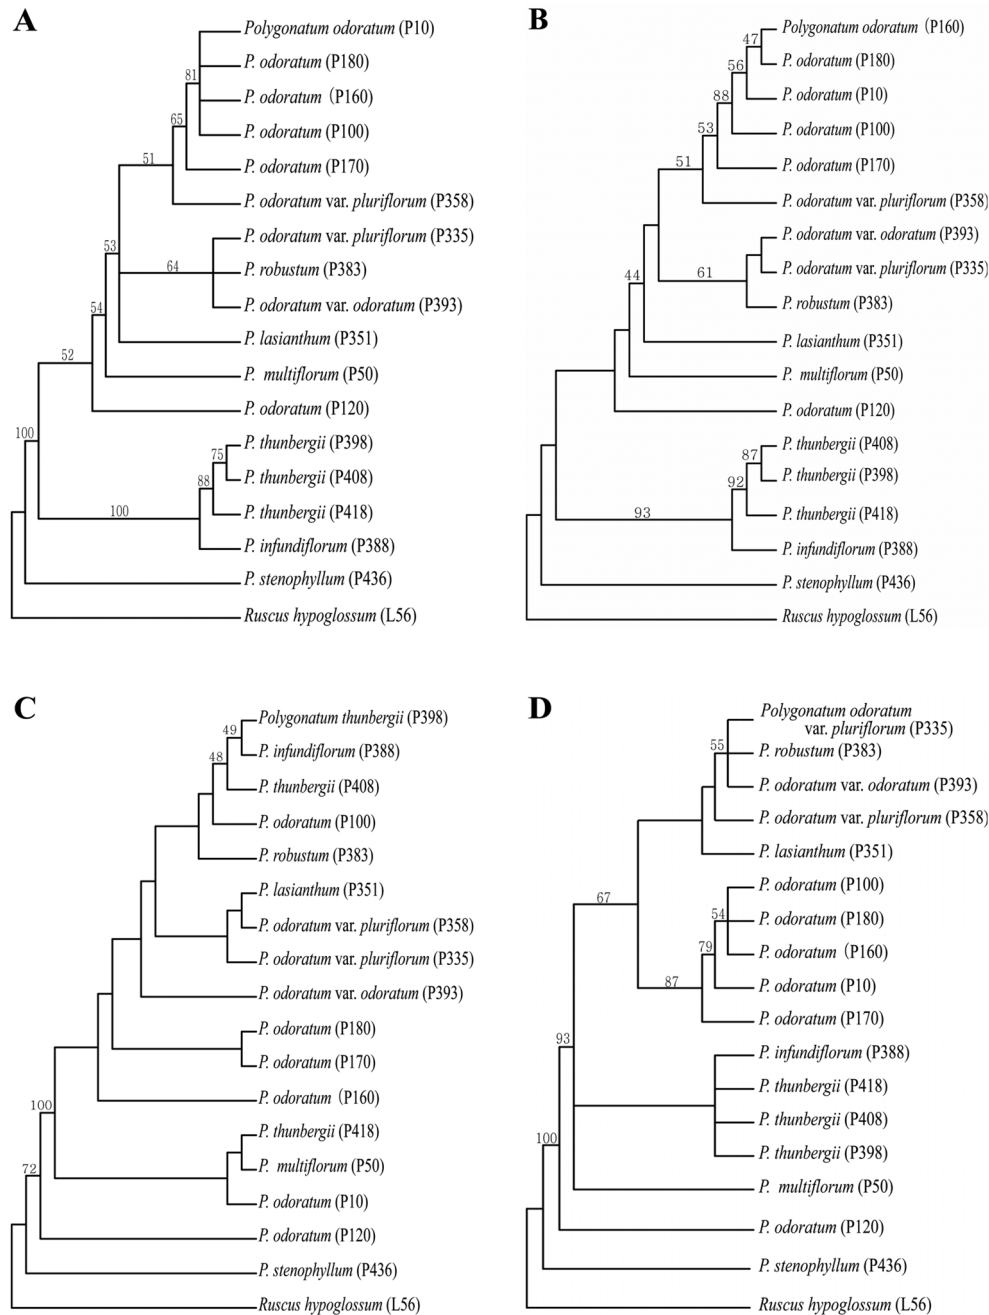 A
Polygonatum odoratum (P10)
P. odoratum (P180)
81
P. odoratum (P160)
65
P. odoratum (P100)
51
P. odoratum (P170)
P. odoratum var. pluriflorum (P358)
P. odoratum var. pluriflorum (P335)
53
64
P. robustum (P383)
P. odoratum var. odoratum (P393)
54
P. lasianthum (P351)
52
P. multiflorum (P50)
P. odoratum (P120)
100
P. thunbergii (P398)
75
P. thunbergii (P408)
88
100
P. thunbergii (P418)
P. infundiflorum (P388)
P. stenophyllum (P436)
Ruscus hypoglossum (L56)
B
Polygonatum odoratum (P160)
47
P. odoratum (P180)
56
P. odoratum (P10)
88
P. odoratum (P100)
53
51
P. odoratum (P170)
P. odoratum var. pluriflorum (P358)
P. odoratum var. odoratum (P393)
61
P. odoratum var. pluriflorum (P335)
44
P. robustum (P383)
P. lasianthum (P351)
P. multiflorum (P50)
P. odoratum (P120)
P. thunbergii (P408)
87
P. thunbergii (P398)
92
93
P. thunbergii (P418)
P. infundiflorum (P388)
P. stenophyllum (P436)
Ruscus hypoglossum (L56)
C
Polygonatum thunbergii (P398)
49
P. infundiflorum (P388)
48
P. thunbergii (P408)
P. odoratum (P100)
P. robustum (P383)
P. lasianthum (P351)
P. odoratum var. pluriflorum (P358)
P. odoratum var. pluriflorum (P335)
P. odoratum var. odoratum (P393)
P. odoratum (P180)
P. odoratum (P170)
P. odoratum (P160)
100
P. thunbergii (P418)
72
P. multiflorum (P50)
P. odoratum (P10)
P. odoratum (P120)
P. stenophyllum (P436)
Ruscus hypoglossum (L56)
D
Polygonatum odoratum
var. pluriflorum (P335)
55
P. robustum (P383)
P. odoratum var. odoratum (P393)
P. odoratum var. pluriflorum (P358)
P. lasianthum (P351)
67
P. odoratum (P100)
54
P. odoratum (P180)
79
P. odoratum (P160)
87
P. odoratum (P10)
P. odoratum (P170)
93
P. infundiflorum (P388)
P. thunbergii (P418)
P. thunbergii (P408)
100
P. thunbergii (P398)
P. multiflorum (P50)
P. odoratum (P120)
P. stenophyllum (P436)
Ruscus hypoglossum (L56)